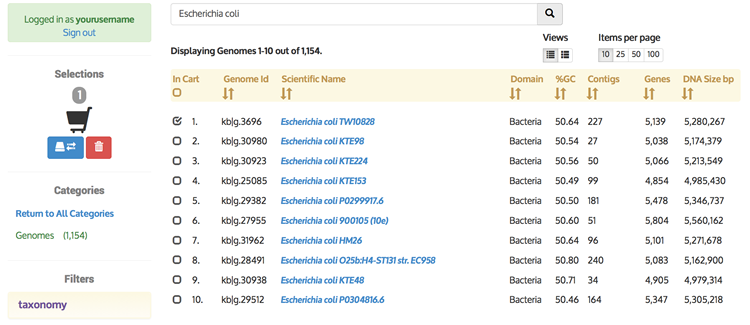 Logged in as yourusername
Sign out
Selections
1
Categories
Return to All Categories
Genomes (1,154)
Filters
taxonomy
Escherichia coli
Views
Items per page
Displaying Genomes 1-10 out of 1,154.
10 25 50 100
In Cart Genome Id Scientific Name Domain %GC Contigs Genes DNA Size bp
1. kb|g.3696 Escherichia coli TW10828 Bacteria 50.64 227 5,139 5,280,267
2. kb|g.30980 Escherichia coli KTE98 Bacteria 50.54 27 5,038 5,174,379
3. kb|g.30923 Escherichia coli KTE224 Bacteria 50.56 50 5,066 5,213,549
4. kb|g.25085 Escherichia coli KTE153 Bacteria 50.49 99 4,854 4,985,430
5. kb|g.29382 Escherichia coli P0299917.6 Bacteria 50.50 181 5,478 5,346,737
6. kb|g.27955 Escherichia coli 900105 (10e) Bacteria 50.60 51 5,804 5,560,162
7. kb|g.31962 Escherichia coli HM26 Bacteria 50.64 96 5,101 5,271,678
8. kb|g.28491 Escherichia coli O25b:H4-ST131 str. EC958 Bacteria 50.80 240 5,083 5,162,900
9. kb|g.30938 Escherichia coli KTE48 Bacteria 50.71 34 4,905 4,979,314
10. kb|g.29512 Escherichia coli P0304816.6 Bacteria 50.46 164 5,347 5,305,218